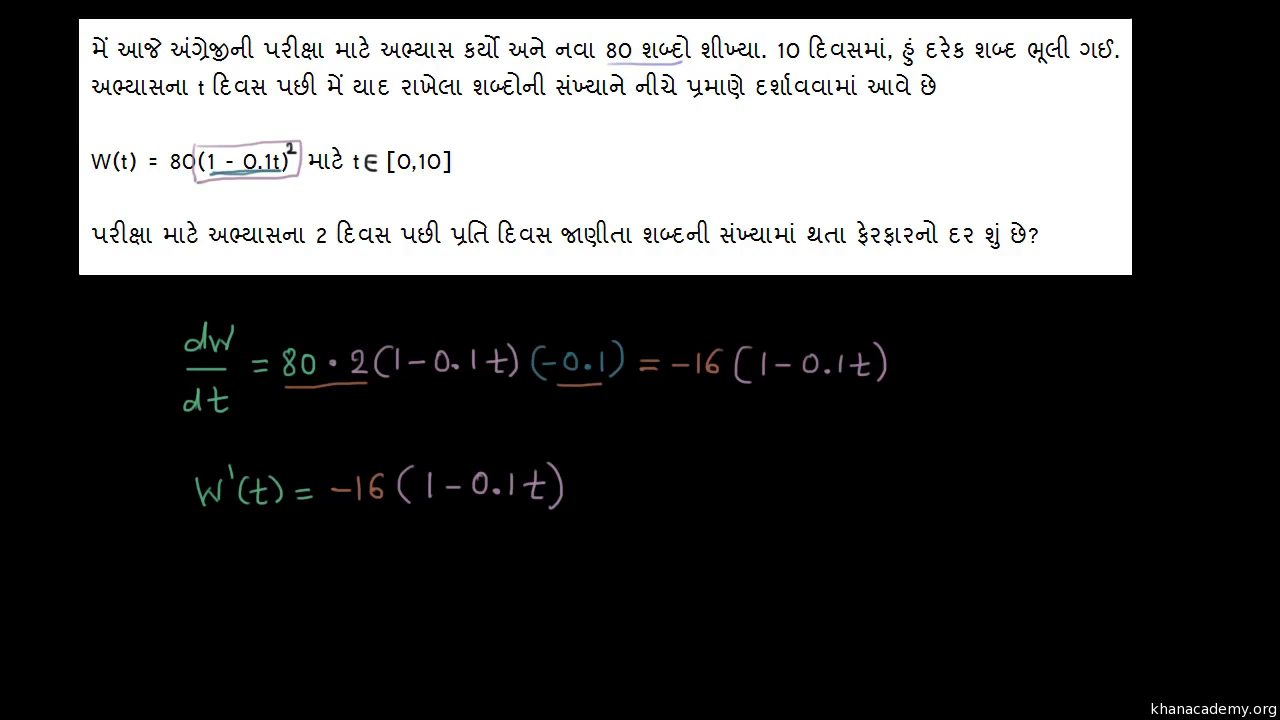 મેં આજે અંગ્રેજીની પરીક્ષા માટે અભ્યાસ કર્યો અને નવા 80 શબ્દો શીખ્યા. 10 દિવસમાં, હું દરેક શબ્દ ભૂલી ગઈ.
અભ્યાસના t દિવસ પછી મેં યાદ રાખેલા શબ્દોની સંખ્યાને નીચે પ્રમાણે દર્શાવવામાં આવે છે
W(t) = 80(1 - 0.1t)² માટે t∈ [0,10]
પરીક્ષા માટે અભ્યાસના 2 દિવસ પછી પ્રતિ દિવસ જાણીતા શબ્દની સંખ્યામાં થતા ફેરફારનો દર શું છે?
dW/dt = 80 · 2(1-0.1t)(-0.1) = -16(1-0.1t)
W'(t) = -16(1-0.1t)
khanacademy.org